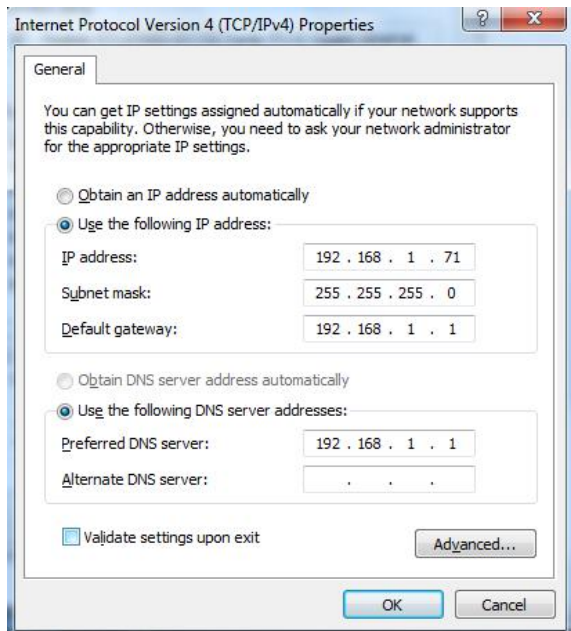 Internet Protocol Version 4 (TCP/IPv4) Properties
General
You can get IP settings assigned automatically if your network supports
this capability. Otherwise, you need to ask your network administrator
for the appropriate IP settings.
Obtain an IP address automatically
Use the following IP address:
IP address: 192 . 168 . 1 . 71
Subnet mask: 255 . 255 . 255 . 0
Default gateway: 192 . 168 . 1 . 1
Obtain DNS server address automatically
Use the following DNS server addresses:
Preferred DNS server: 192 . 168 . 1 . 1
Alternate DNS server: . . .
Validate settings upon exit
Advanced...
OK Cancel